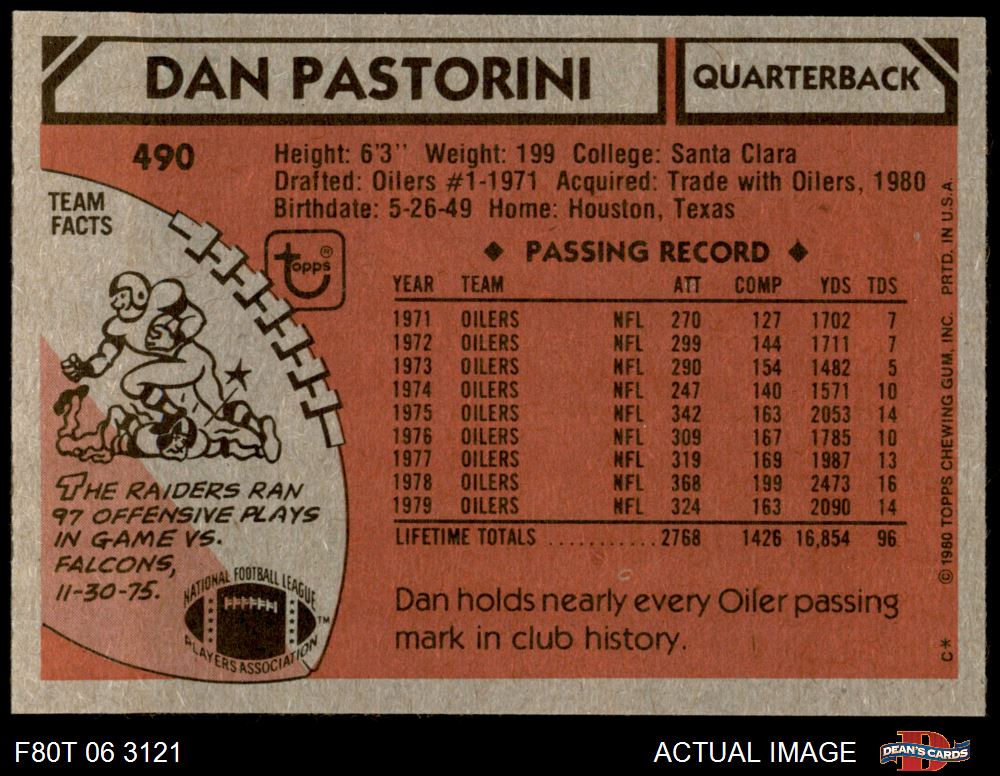 DAN PASTORINI
QUARTERBACK
490
Height: 6'3" Weight: 199 College: Santa Clara
Drafted: Oilers #1-1971 Acquired: Trade with Oilers, 1980
Birthdate: 5-26-49 Home: Houston, Texas
TEAM
FACTS
topps®
◆ PASSING RECORD ◆
YEAR TEAM ATT COMP YDS TDS
1971 OILERS NFL 270 127 1702 7
1972 OILERS NFL 299 144 1711 7
1973 OILERS NFL 290 154 1482 5
1974 OILERS NFL 247 140 1571 10
1975 OILERS NFL 342 163 2053 14
1976 OILERS NFL 309 167 1785 10
1977 OILERS NFL 319 169 1987 13
1978 OILERS NFL 368 199 2473 16
1979 OILERS NFL 324 163 2090 14
LIFETIME TOTALS ........... 2768 1426 16,854 96
THE RAIDERS RAN
97 OFFENSIVE PLAYS
IN GAME VS.
FALCONS,
11-30-75.
NATIONAL FOOTBALL LEAGUE
PLAYERS ASSOCIATION
TM
Dan holds nearly every Oiler passing
mark in club history.
C* © 1980 TOPPS CHEWING GUM, INC. PRTD. IN U.S.A.
F80T 06 3121
ACTUAL IMAGE
D
DEAN'S CARDS